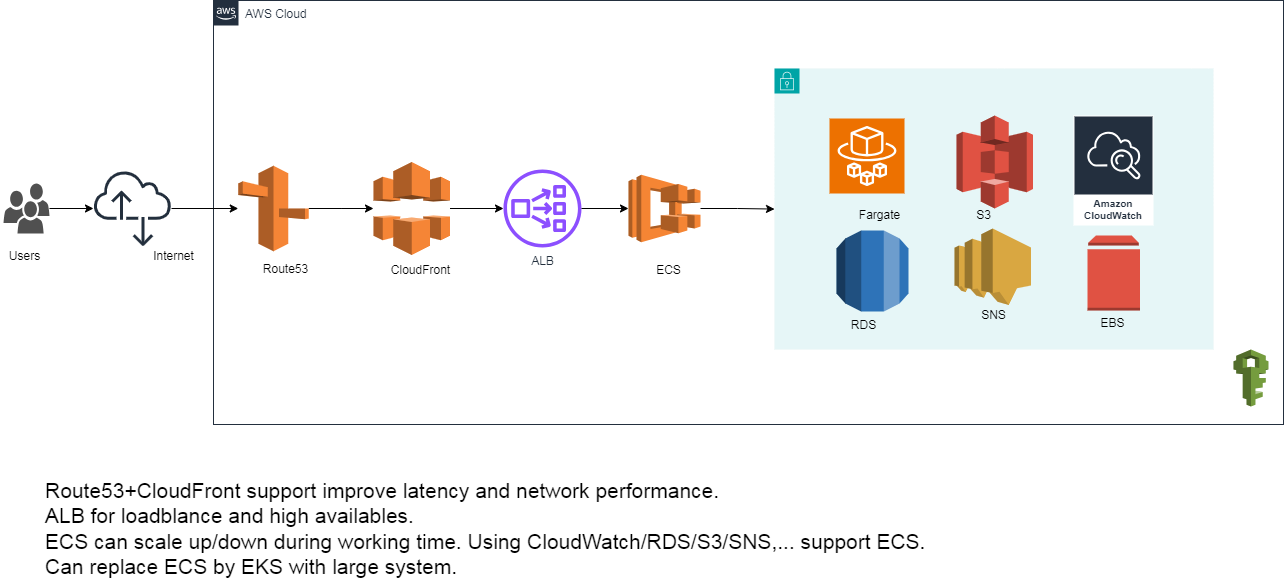 aws
AWS Cloud
Amazon
CloudWatch
Fargate
S3
Users
Internet
Route53
CloudFront
ALB
ECS
RDS
SNS
EBS
Route53+CloudFront support improve latency and network performance.
ALB for loadblance and high availables.
ECS can scale up/down during working time. Using CloudWatch/RDS/S3/SNS,... support ECS.
Can replace ECS by EKS with large system.